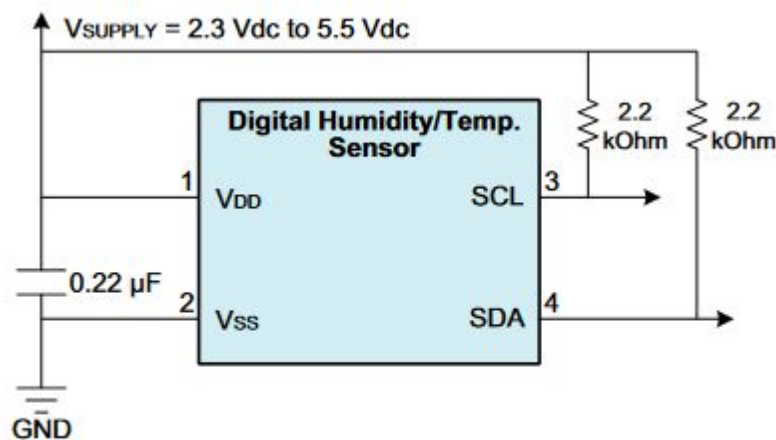 VSUPPLY = 2.3 Vdc to 5.5 Vdc
Digital Humidity/Temp.
Sensor
2.2
kOhm
2.2
kOhm
1
VDD
SCL
3
0.22 µF
2
VSS
SDA
4
GND